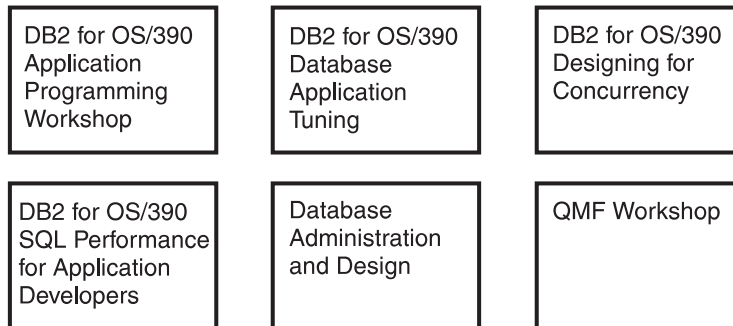 DB2 for OS/390
Application
Programming
Workshop
DB2 for OS/390
Database
Application
Tuning
DB2 for OS/390
Designing for
Concurrency
DB2 for OS/390
SQL Performance
for Application
Developers
Database
Administration
and Design
QMF Workshop